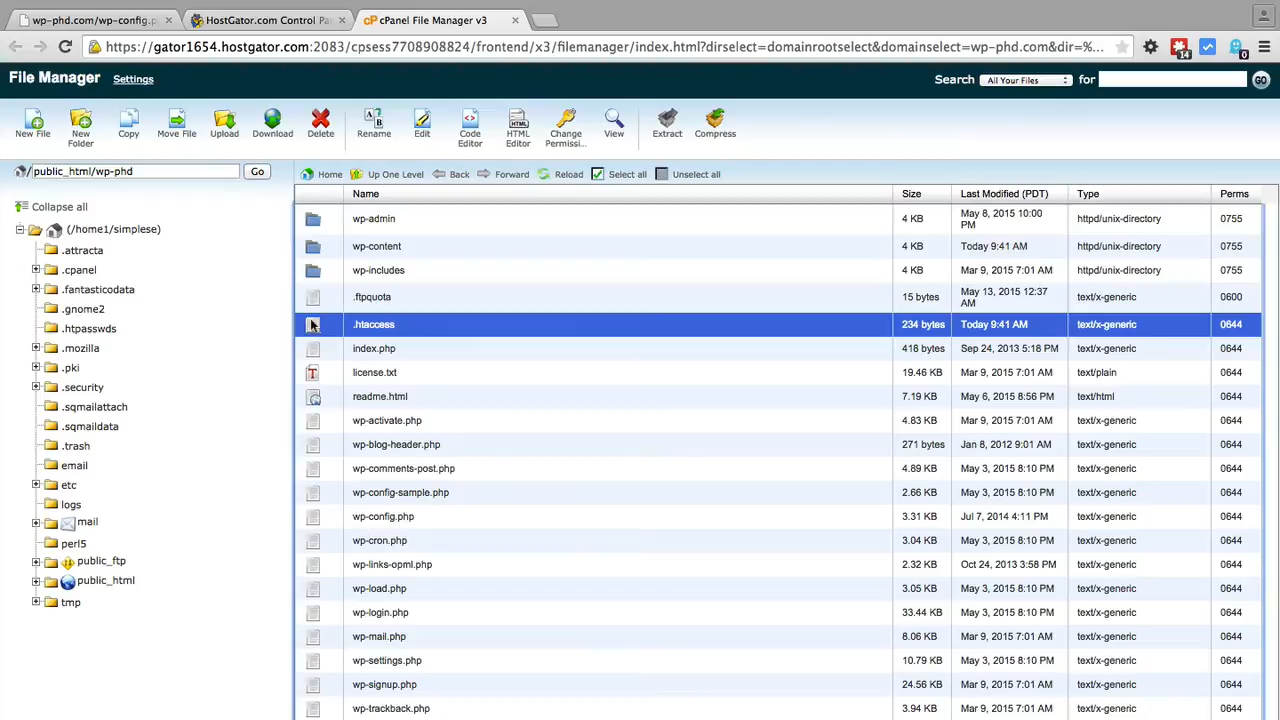 wp-phd.com/wp-config.p
HostGator.com Control Pa
cPanel File Manager v3
https://gator1654.hostgator.com:2083/cpsess7708908824/frontend/x3/filemanager/index.html?dirselect=domainrootselect&domainselect=wp-phd.com&dir=%...
14
0
File Manager
Settings
Search
All Your Files
for
GO
New File
New Folder
Copy
Move File
Upload
Download
Delete
Rename
Edit
Code Editor
HTML Editor
Change Permissi...
View
Extract
Compress
/ public_html/wp-phd
Go
Home
Up One Level
Back
Forward
Reload
Select all
Unselect all
Collapse all
(/home1/simplese)
.attracta
.cpanel
.fantasticodata
.gnome2
.htpasswds
.mozilla
.pki
.security
.sqmailattach
.sqmaildata
.trash
email
etc
logs
mail
perl5
public_ftp
public_html
tmp
Name Size Last Modified (PDT) Type Perms
wp-admin 4 KB May 8, 2015 10:00 PM httpd/unix-directory 0755
wp-content 4 KB Today 9:41 AM httpd/unix-directory 0755
wp-includes 4 KB Mar 9, 2015 7:01 AM httpd/unix-directory 0755
.ftpquota 15 bytes May 13, 2015 12:37 AM text/x-generic 0600
.htaccess 234 bytes Today 9:41 AM text/x-generic 0644
index.php 418 bytes Sep 24, 2013 5:18 PM text/x-generic 0644
license.txt 19.46 KB Mar 9, 2015 7:01 AM text/plain 0644
readme.html 7.19 KB May 6, 2015 8:56 PM text/html 0644
wp-activate.php 4.83 KB Mar 9, 2015 7:01 AM text/x-generic 0644
wp-blog-header.php 271 bytes Jan 8, 2012 9:01 AM text/x-generic 0644
wp-comments-post.php 4.89 KB May 3, 2015 8:10 PM text/x-generic 0644
wp-config-sample.php 2.66 KB May 3, 2015 8:10 PM text/x-generic 0644
wp-config.php 3.31 KB Jul 7, 2014 4:11 PM text/x-generic 0644
wp-cron.php 3.04 KB May 3, 2015 8:10 PM text/x-generic 0644
wp-links-opml.php 2.32 KB Oct 24, 2013 3:58 PM text/x-generic 0644
wp-load.php 3.05 KB May 3, 2015 8:10 PM text/x-generic 0644
wp-login.php 33.44 KB May 3, 2015 8:10 PM text/x-generic 0644
wp-mail.php 8.06 KB Mar 9, 2015 7:01 AM text/x-generic 0644
wp-settings.php 10.79 KB May 3, 2015 8:10 PM text/x-generic 0644
wp-signup.php 24.56 KB Mar 9, 2015 7:01 AM text/x-generic 0644
wp-trackback.php 3.94 KB Mar 9, 2015 7:01 AM text/x-generic 0644